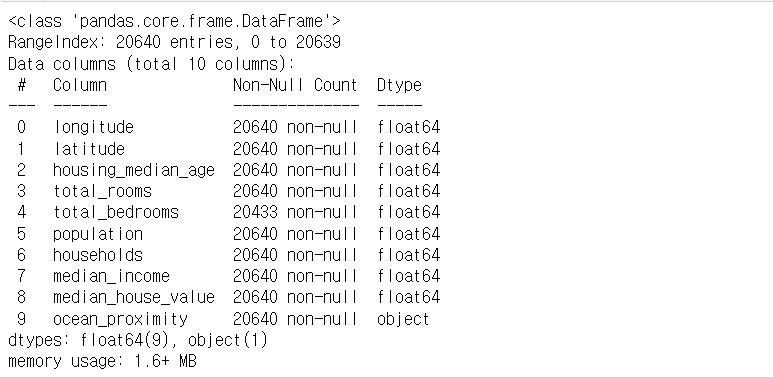 <class 'pandas.core.frame.DataFrame'>
RangeIndex: 20640 entries, 0 to 20639
Data columns (total 10 columns):
 #   Column              Non-Null Count  Dtype
---  ------              --------------  -----
 0   longitude           20640 non-null  float64
 1   latitude            20640 non-null  float64
 2   housing_median_age  20640 non-null  float64
 3   total_rooms         20640 non-null  float64
 4   total_bedrooms      20433 non-null  float64
 5   population          20640 non-null  float64
 6   households          20640 non-null  float64
 7   median_income       20640 non-null  float64
 8   median_house_value  20640 non-null  float64
 9   ocean_proximity     20640 non-null  object
dtypes: float64(9), object(1)
memory usage: 1.6+ MB